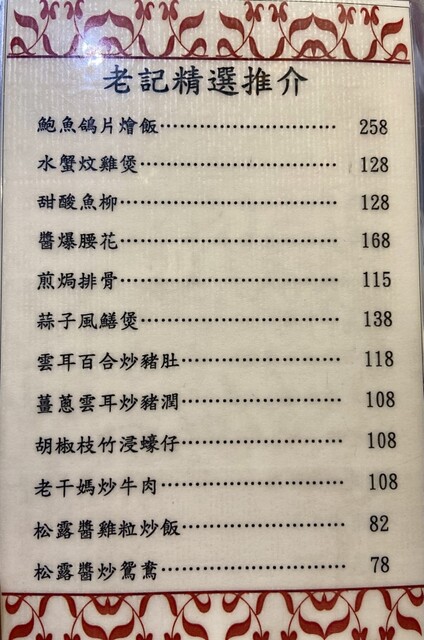 老記精選推介
鮑魚鴿片燴飯 258
水蟹炆雞煲 128
甜酸魚柳 128
醬爆腰花 168
煎焗排骨 115
蒜子風鱔煲 138
雲耳百合炒豬肚 118
薑蔥雲耳炒豬潤 108
胡椒枝竹浸蠔仔 108
老干媽炒牛肉 108
松露醬雞粒炒飯 82
松露醬炒鴛鴦 78